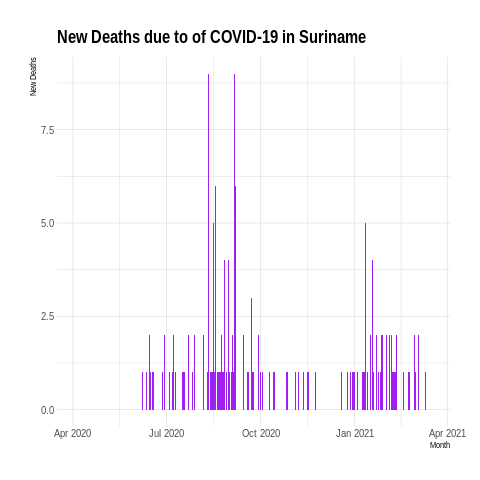 New Deaths due to of COVID-19 in Suriname
New Deaths
7.5
5.0
2.5
0.0
Apr 2020 Jul 2020 Oct 2020 Jan 2021 Apr 2021
Month